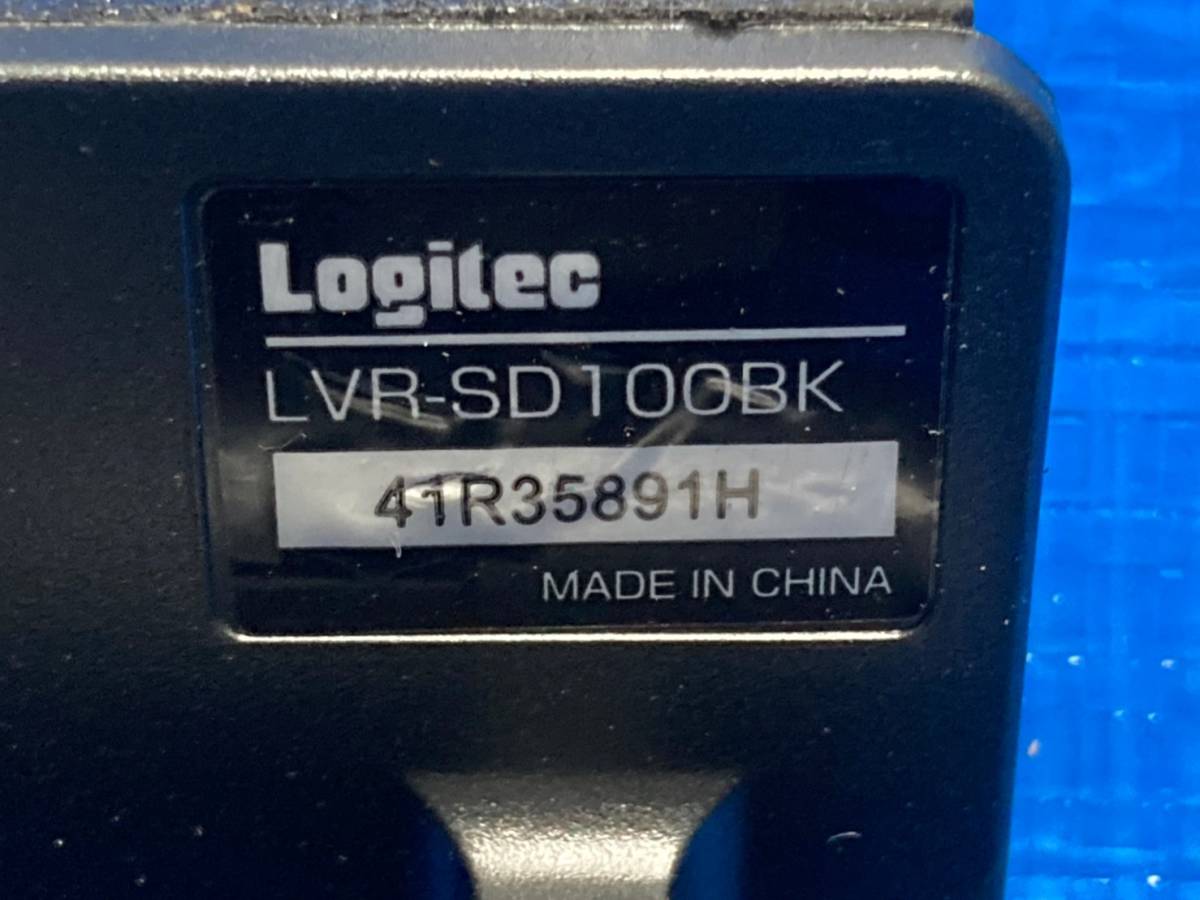 Logitec
LVR-SD100BK
41R35891H
MADE IN CHINA